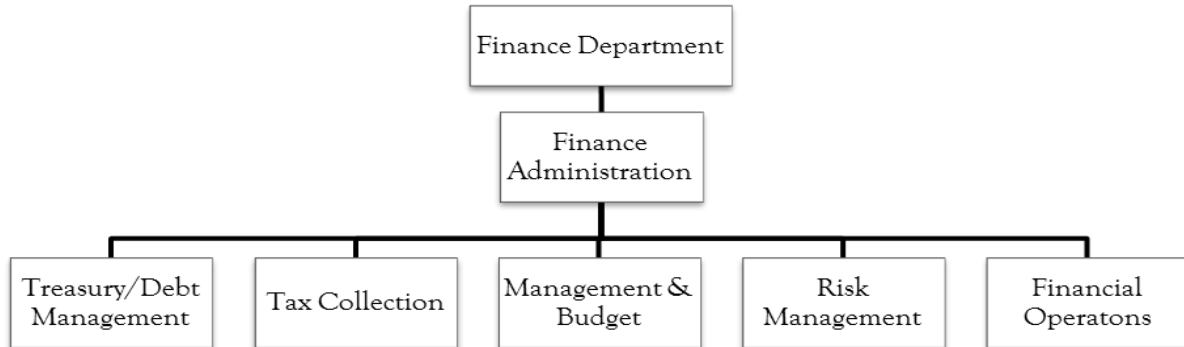 Finance Department
Finance
Administration
Treasury/Debt
Management
Tax Collection
Management &
Budget
Risk
Management
Financial
Operatons